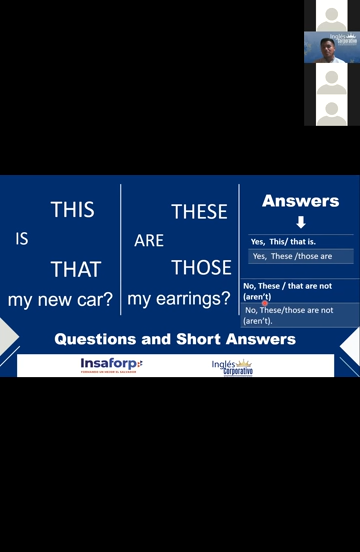 Inglés
Corporativo
THIS
IS
THAT
my new car?
THESE
ARE
THOSE
my earrings?
Answers
Yes, This/ that is.
Yes, These /those are
No, These / that are not
(aren't)
No, These/those are not
(aren't).
Questions and Short Answers
Insaforp
Inglés
Corporativo